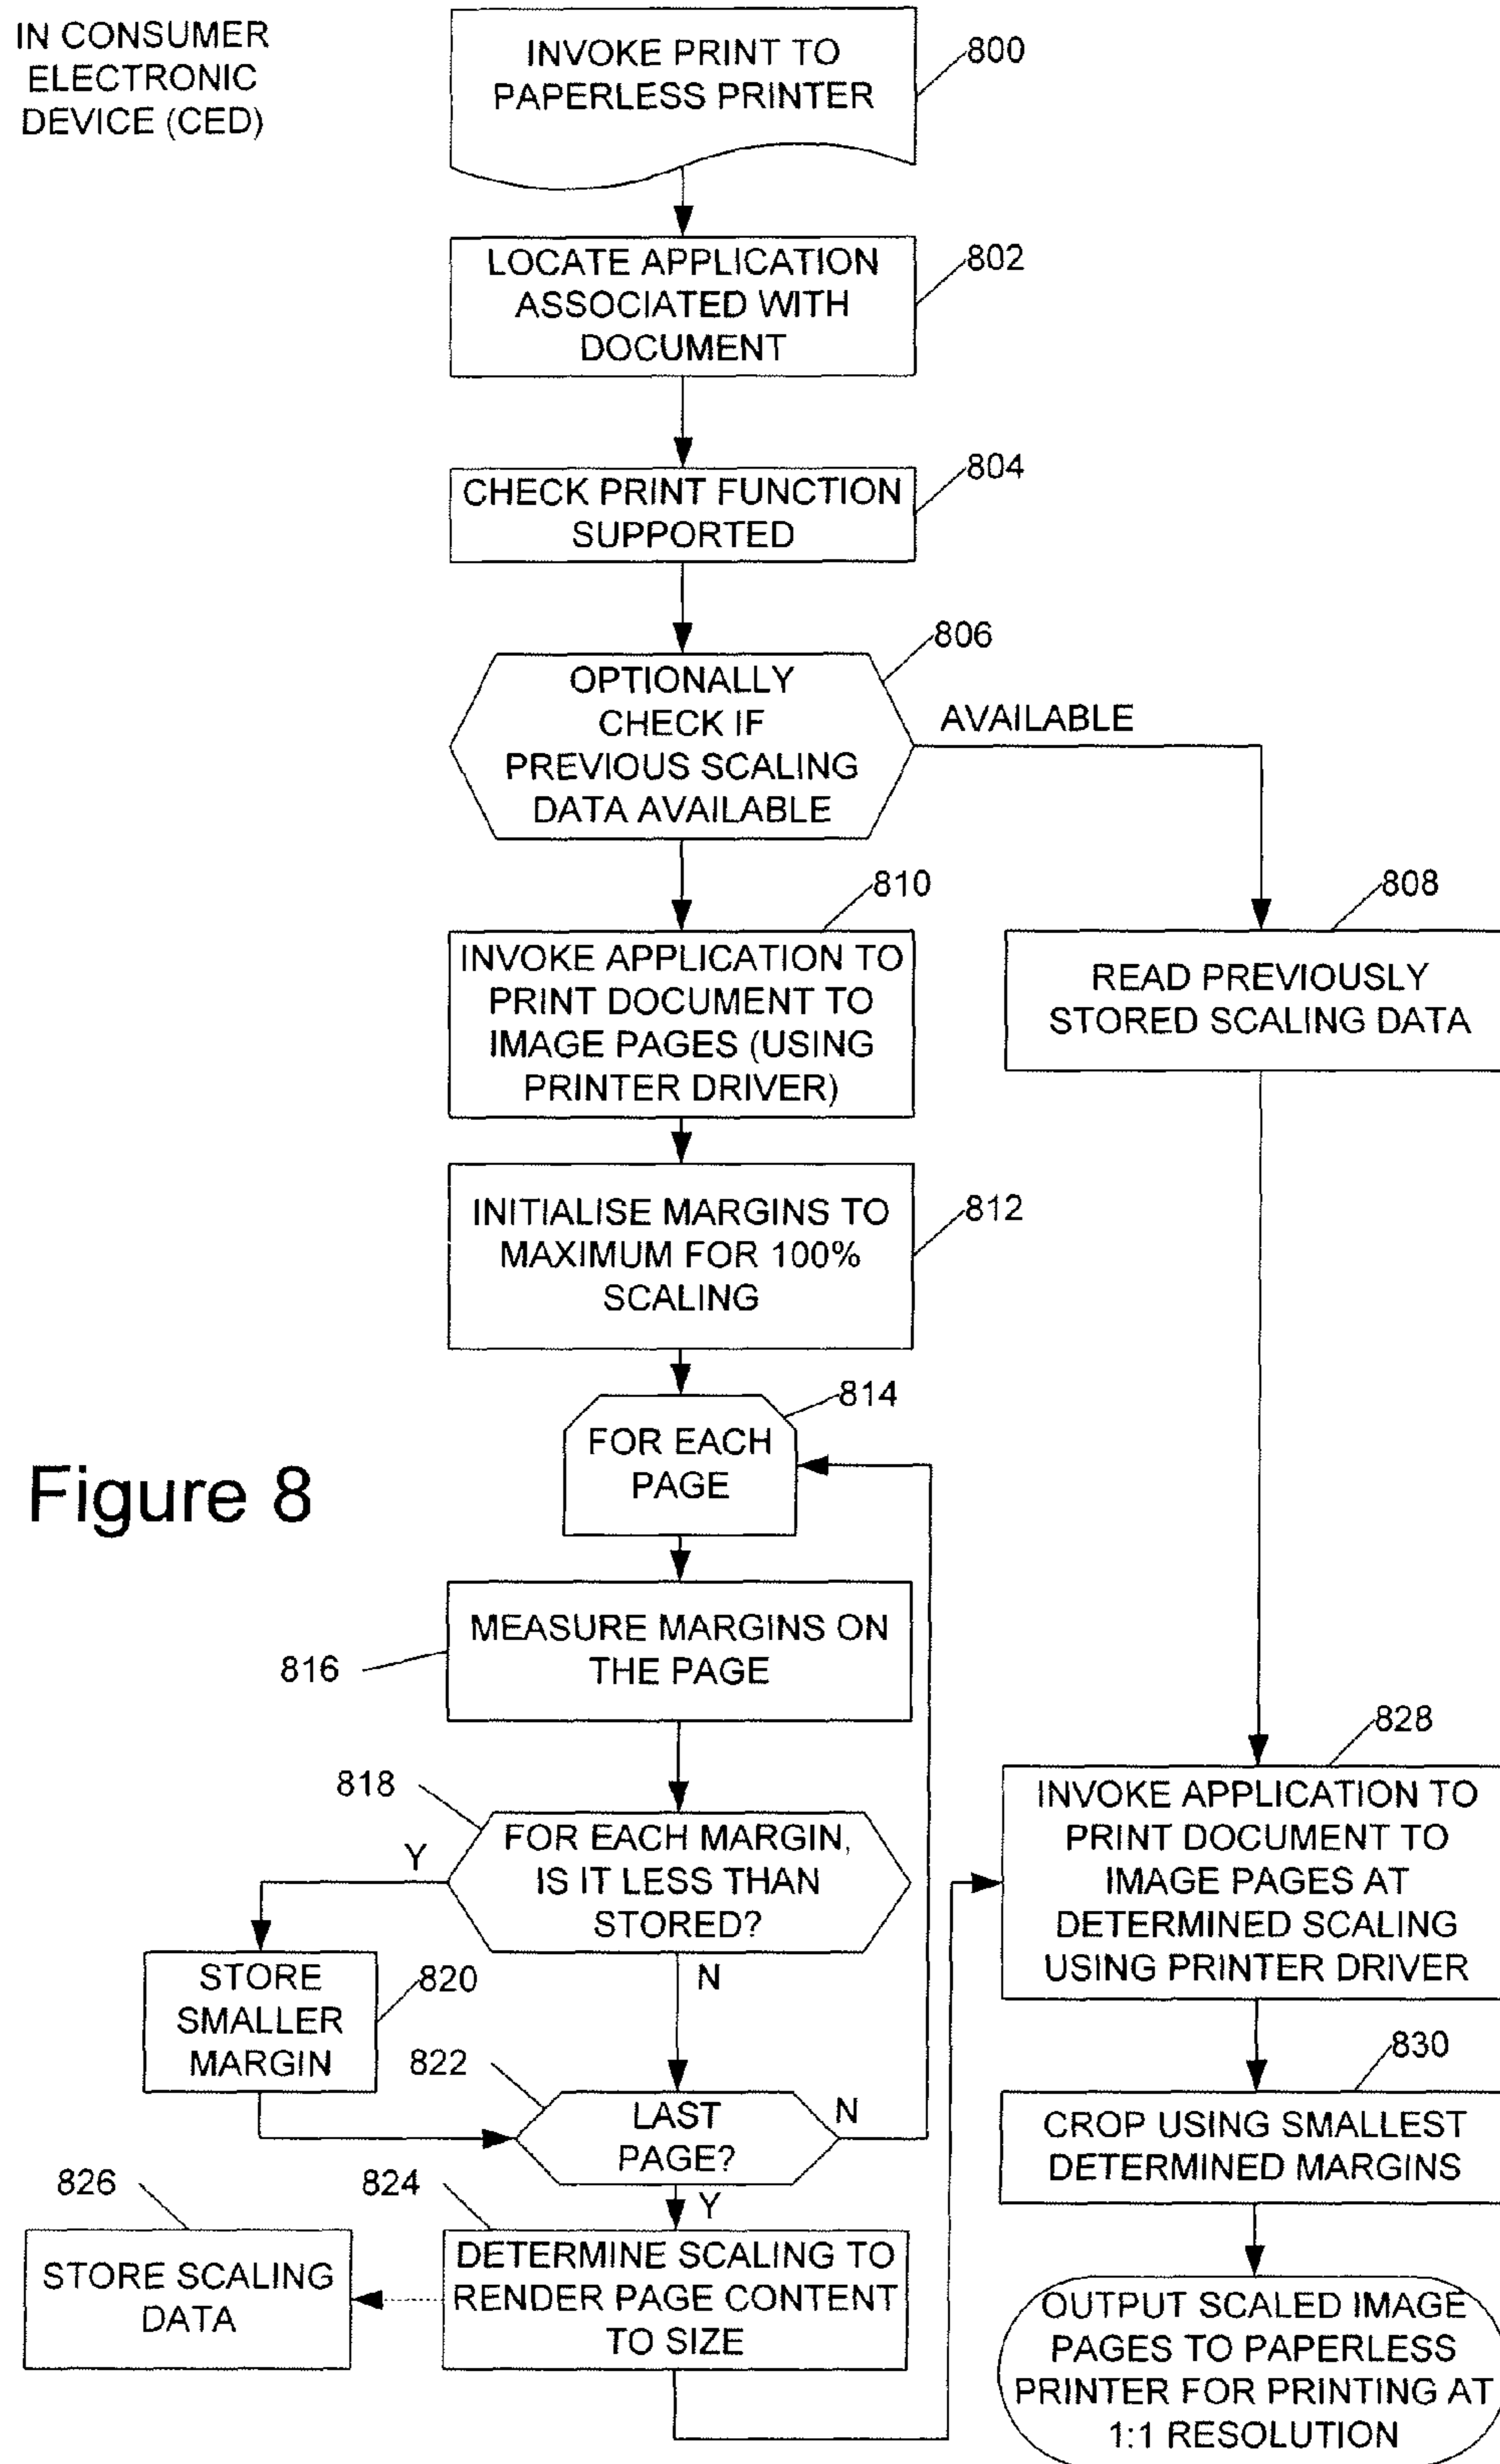 IN CONSUMER
ELECTRONIC
DEVICE (CED)
INVOKE PRINT TO
PAPERLESS PRINTER
800
LOCATE APPLICATION
ASSOCIATED WITH
DOCUMENT
802
CHECK PRINT FUNCTION
SUPPORTED
804
OPTIONALLY
CHECK IF
PREVIOUS SCALING
DATA AVAILABLE
806
AVAILABLE
808
READ PREVIOUSLY
STORED SCALING DATA
810
INVOKE APPLICATION TO
PRINT DOCUMENT TO
IMAGE PAGES (USING
PRINTER DRIVER)
INITIALISE MARGINS TO
MAXIMUM FOR 100%
SCALING
812
FOR EACH
PAGE
814
Figure 8
MEASURE MARGINS ON
THE PAGE
816
818
FOR EACH MARGIN,
IS IT LESS THAN
STORED?
Y
N
STORE
SMALLER
MARGIN
820
822
LAST
PAGE?
N
Y
824
DETERMINE SCALING TO
RENDER PAGE CONTENT
TO SIZE
826
STORE SCALING
DATA
828
INVOKE APPLICATION TO
PRINT DOCUMENT TO
IMAGE PAGES AT
DETERMINED SCALING
USING PRINTER DRIVER
830
CROP USING SMALLEST
DETERMINED MARGINS
OUTPUT SCALED IMAGE
PAGES TO PAPERLESS
PRINTER FOR PRINTING AT
1:1 RESOLUTION